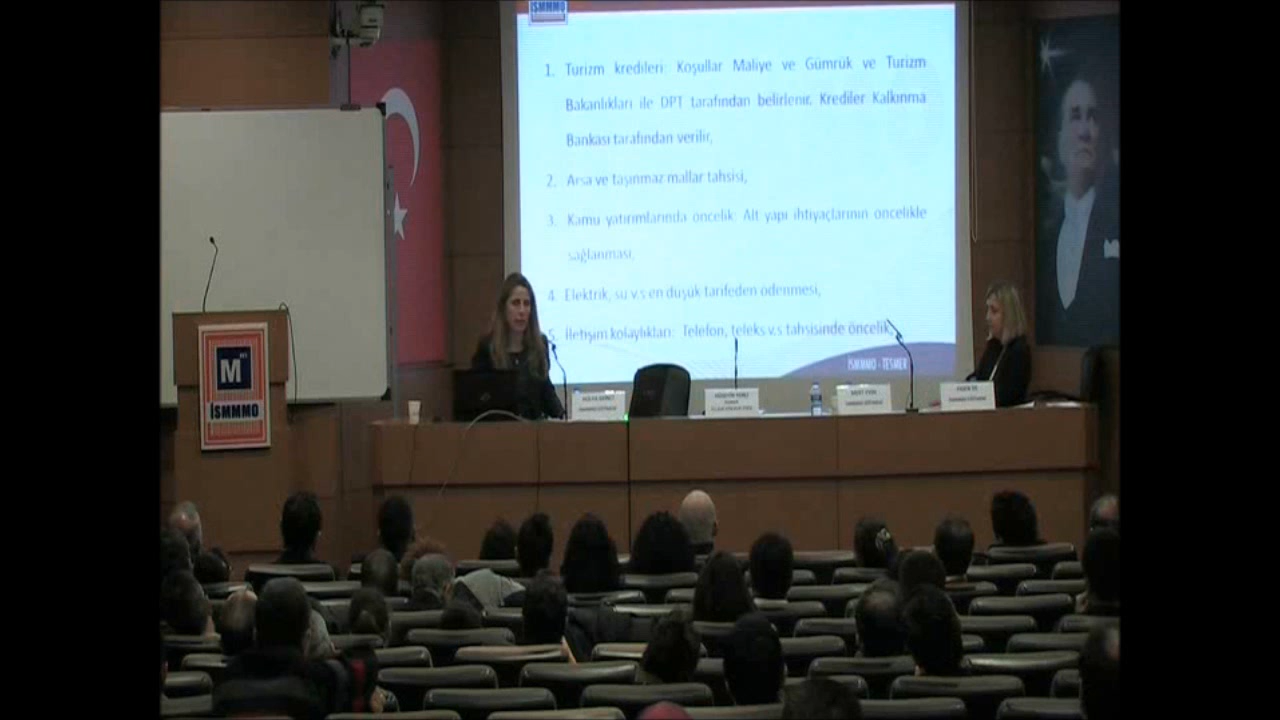 İSMMMO
1. Turizm kredileri: Koşullar Maliye ve Gümrük ve Turizm
Bakanlıkları ile DPT tarafından belirlenir. Krediler Kalkınma
Bankası tarafından verilir,
2. Arsa ve taşınmaz mallar tahsisi,
3. Kamu yatırımlarında öncelik: Alt yapı ihtiyaçlarının öncelikle
sağlanması,
4. Elektrik, su v.s en düşük tarifeden ödenmesi,
5. İletişim kolaylıkları: Telefon, teleks v.s tahsisinde öncelik,
İSMMMO - TESMER
M
İSMMMO